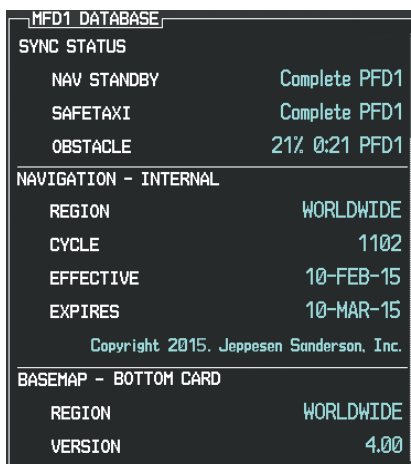 MFD1 DATABASE
SYNC STATUS
NAV STANDBY Complete PFD1
SAFETAXI Complete PFD1
OBSTACLE 21% 0:21 PFD1
NAVIGATION - INTERNAL
REGION WORLDWIDE
CYCLE 1102
EFFECTIVE 10-FEB-15
EXPIRES 10-MAR-15
Copyright 2015. Jeppesen Sanderson, Inc.
BASEMAP - BOTTOM CARD
REGION WORLDWIDE
VERSION 4.00